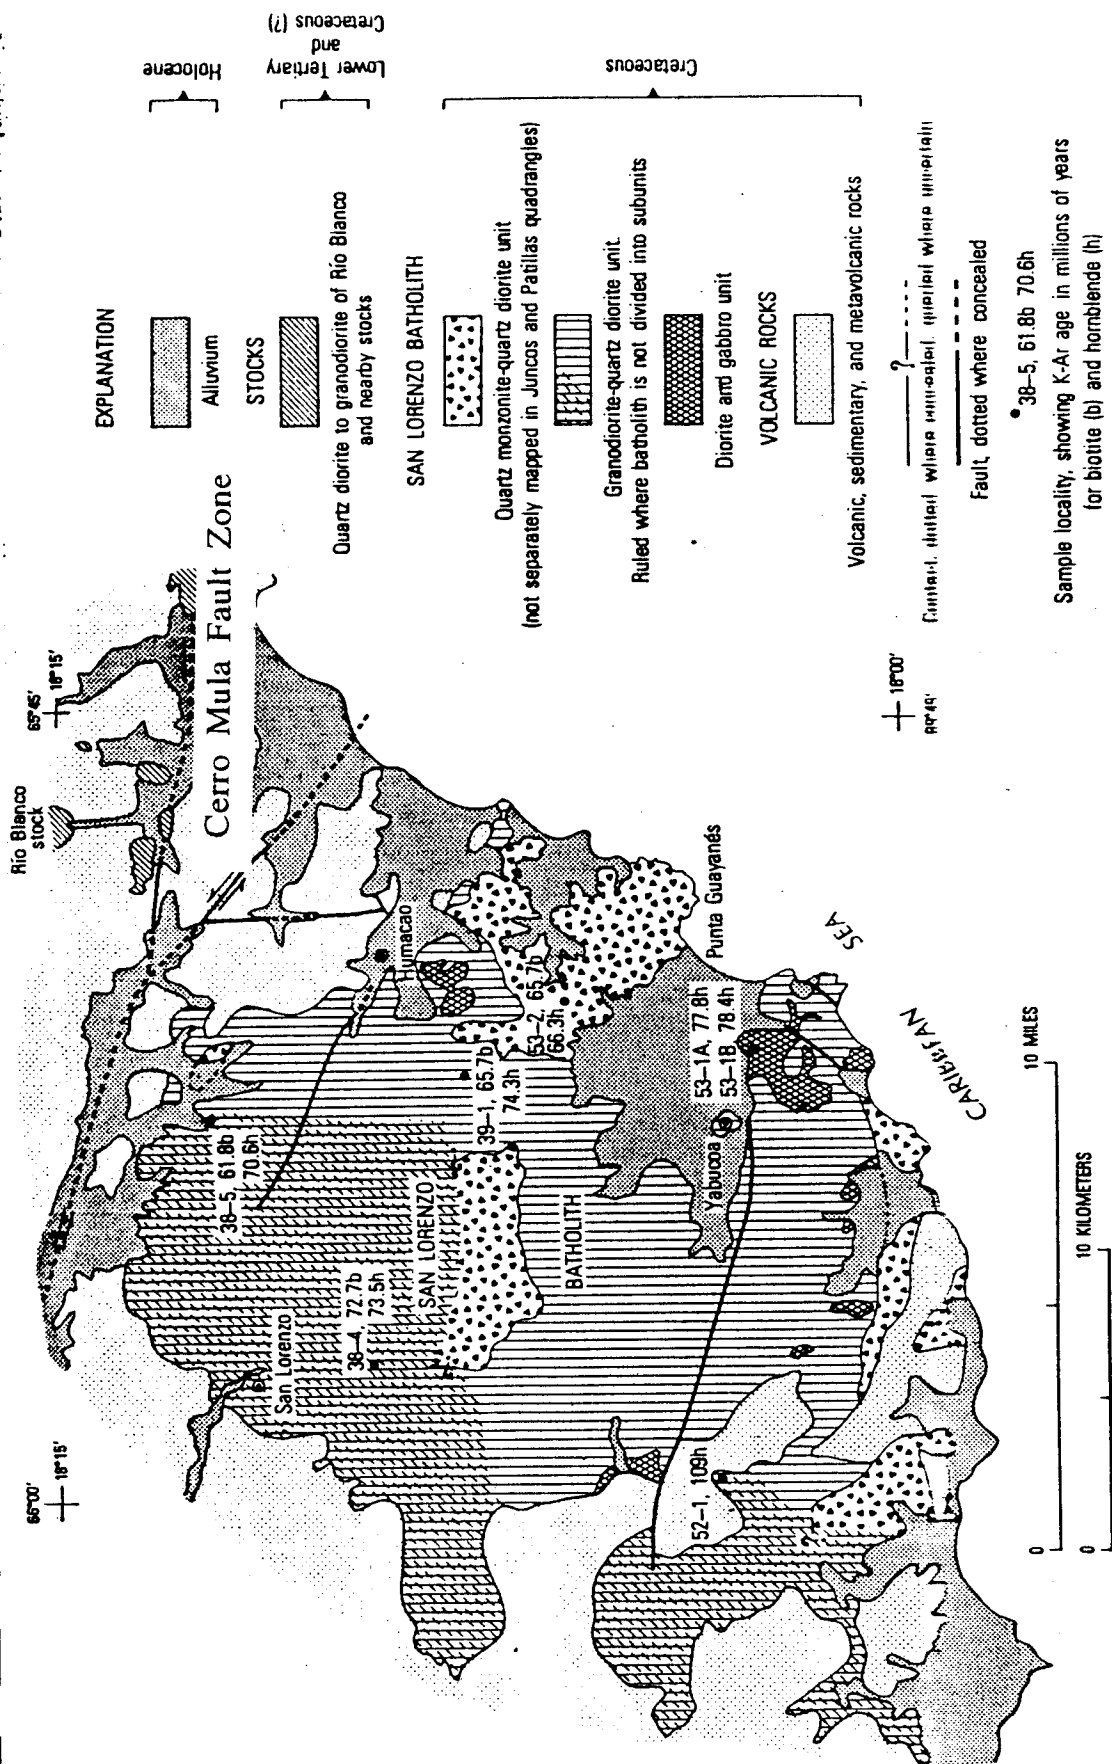 EXPLANATION
Alluvium
Holocene
STOCKS
Quartz diorite to granodiorite of Río Blanco
and nearby stocks
Lower Tertiary
and
Cretaceous (?)
SAN LORENZO BATHOLITH
Quartz monzonite-quartz diorite unit
(not separately mapped in Juncos and Patillas quadrangles)
Granodiorite-quartz diorite unit.
Ruled where batholith is not divided into subunits
Diorite and gabbro unit
VOLCANIC ROCKS
Volcanic, sedimentary, and metavolcanic rocks
Cretaceous
?
Fault, dotted where concealed
38-5, 61.8b 70.6h
Sample locality, showing K-Ar age in millions of years
for biotite (b) and hornblende (h)
66°00'
18°15'
Río Blanco
stock
65°45'
18°15'
Cerro Mula Fault Zone
San Lorenzo
38-5, 61.8b
70.6h
Humacao
38-4, 72.7b
73.5h
SAN LORENZO
39-1, 65.7b
74.3h
53-2, 65.7b
66.3h
BATHOLITH
Punta Guayanés
Yabucoa
53-1A, 77.8h
53-1B, 78.4h
52-1, 109h
CARIBBEAN
SEA
18°00'
0 10 MILES
0 10 KILOMETERS